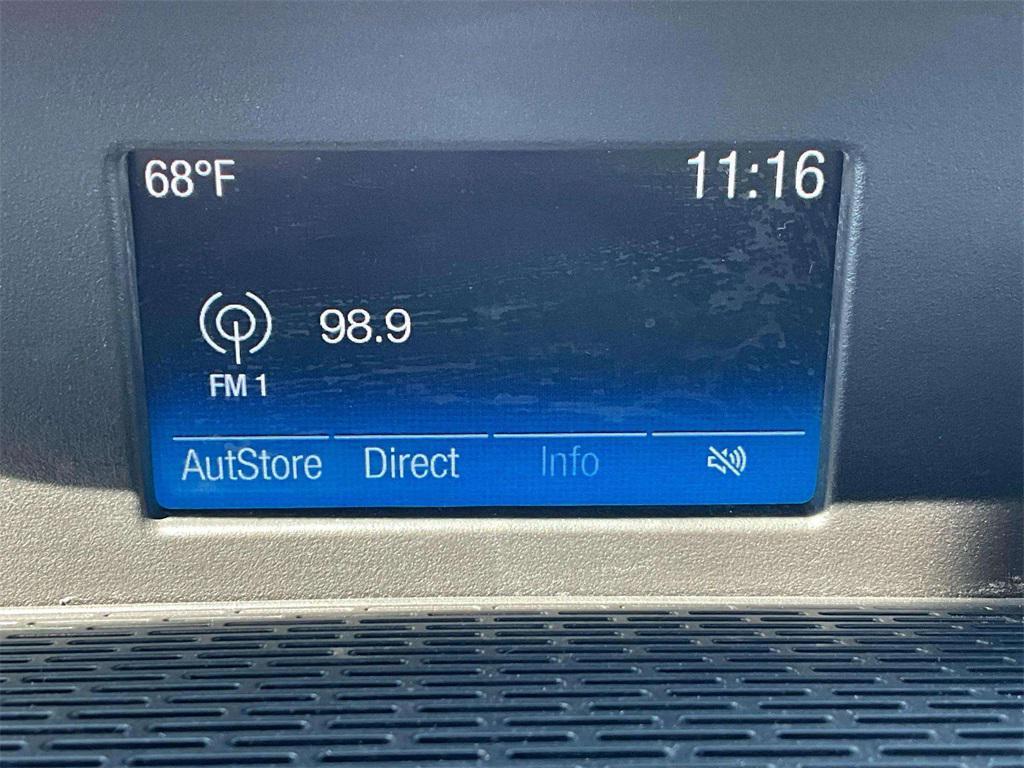 68°F 11:16
98.9
FM 1
AutStore Direct Info